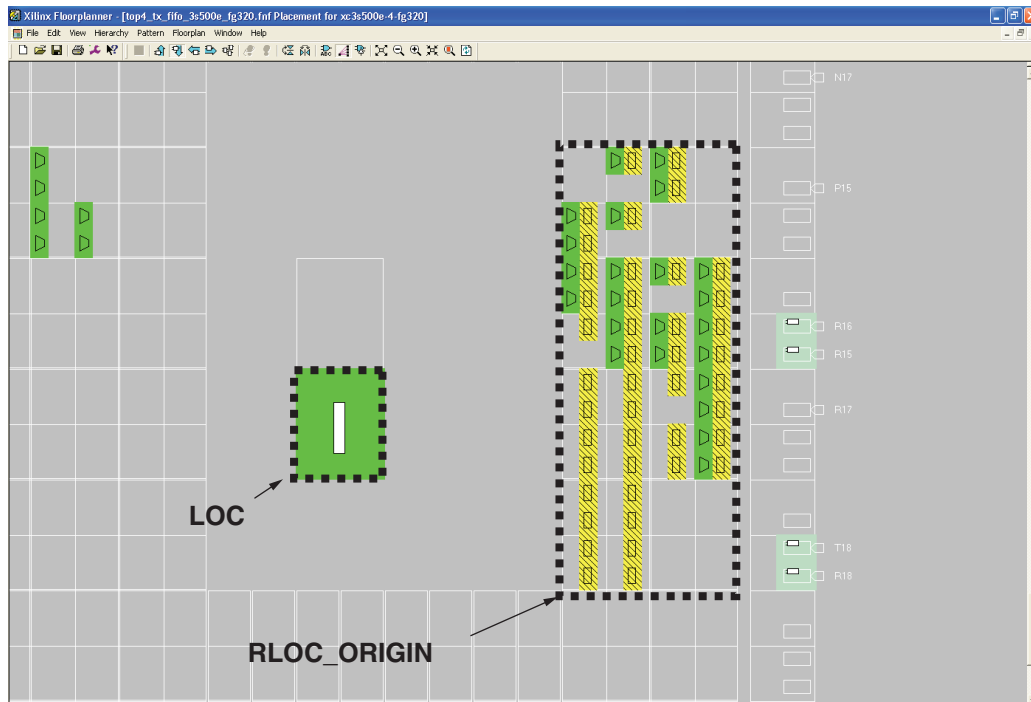 Xilinx Floorplanner - [top4_tx_fifo_3s500e_fg320.fnf Placement for xc3s500e-4-fg320]
File Edit View Hierarchy Pattern Floorplan Window Help
N17
P15
R16
R15
R17
LOC
T18
R18
RLOC_ORIGIN